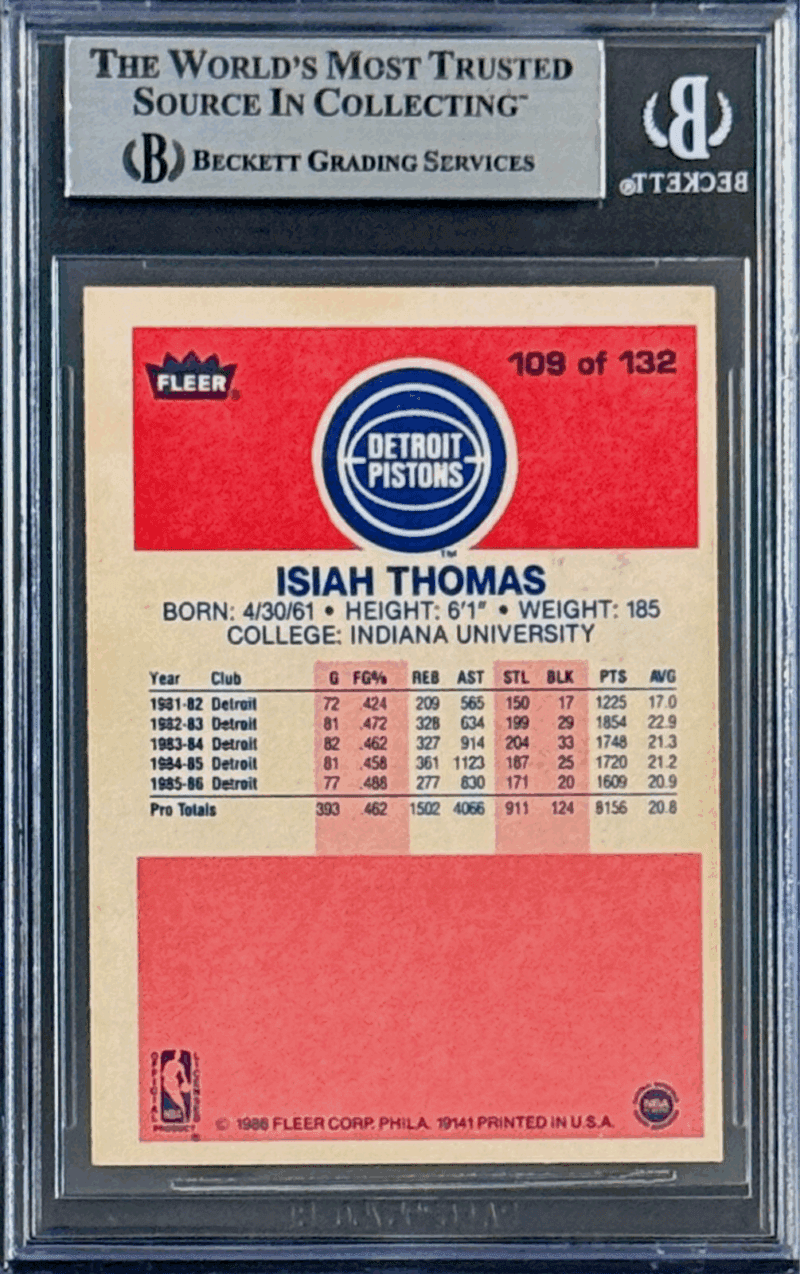 THE WORLD'S MOST TRUSTED
SOURCE IN COLLECTING™
(B) BECKETT GRADING SERVICES
B
BECKETT®
FLEER®
109 of 132
DETROIT
PISTONS
TM
ISIAH THOMAS
BORN: 4/30/61 • HEIGHT: 6'1" • WEIGHT: 185
COLLEGE: INDIANA UNIVERSITY
Year Club G FG% REB AST STL BLK PTS AVG
1981-82 Detroit 72 .424 209 565 150 17 1225 17.0
1982-83 Detroit 81 .472 328 634 199 29 1854 22.9
1983-84 Detroit 82 .462 327 914 204 33 1748 21.3
1984-85 Detroit 81 .458 361 1123 187 25 1720 21.2
1985-86 Detroit 77 .488 277 830 171 20 1609 20.9
Pro Totals 393 .462 1502 4066 911 124 8156 20.8
OFFICIAL
NBA
LICENSED
PRODUCT®
© 1986 FLEER CORP. PHILA. 19141 PRINTED IN U.S.A.
NBA